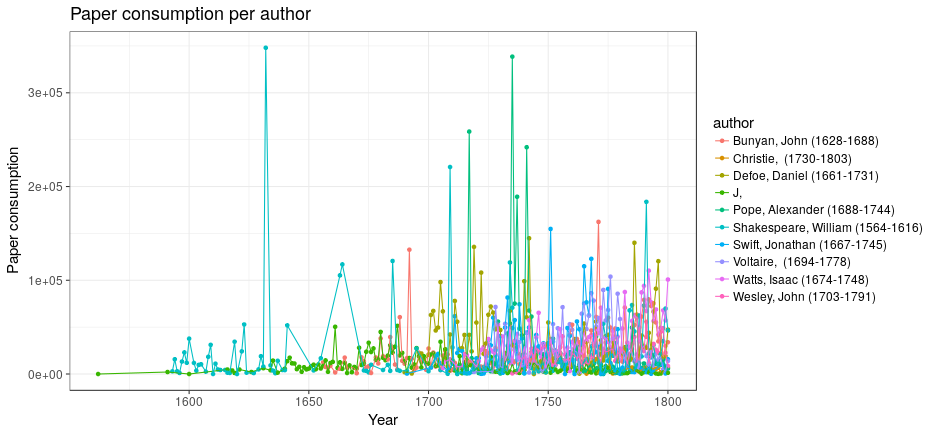 Paper consumption per author
3e+05
2e+05
1e+05
0e+00
Paper consumption
1600
1650
1700
1750
1800
Year
author
Bunyan, John (1628-1688)
Christie,  (1730-1803)
Defoe, Daniel (1661-1731)
J,
Pope, Alexander (1688-1744)
Shakespeare, William (1564-1616)
Swift, Jonathan (1667-1745)
Voltaire,  (1694-1778)
Watts, Isaac (1674-1748)
Wesley, John (1703-1791)